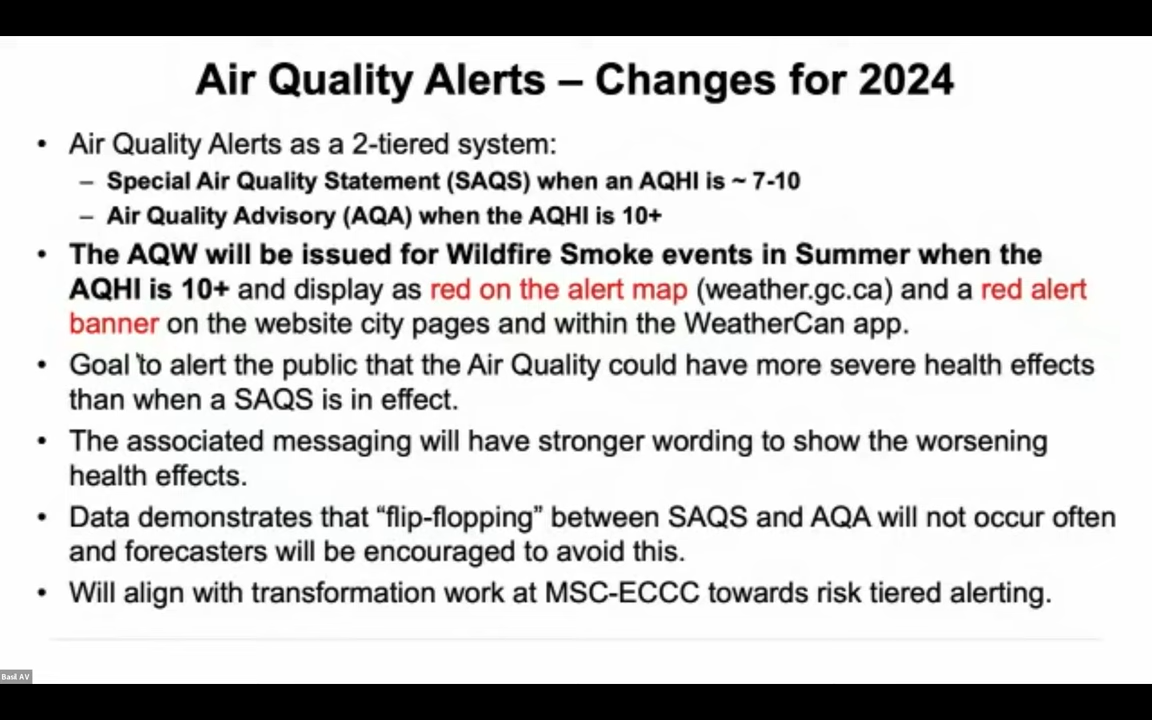 Air Quality Alerts – Changes for 2024
• Air Quality Alerts as a 2-tiered system:
– Special Air Quality Statement (SAQS) when an AQHI is ~ 7-10
– Air Quality Advisory (AQA) when the AQHI is 10+
• The AQW will be issued for Wildfire Smoke events in Summer when the
AQHI is 10+ and display as red on the alert map (weather.gc.ca) and a red alert
banner on the website city pages and within the WeatherCan app.
• Goal to alert the public that the Air Quality could have more severe health effects
than when a SAQS is in effect.
• The associated messaging will have stronger wording to show the worsening
health effects.
• Data demonstrates that “flip-flopping” between SAQS and AQA will not occur often
and forecasters will be encouraged to avoid this.
• Will align with transformation work at MSC-ECCC towards risk tiered alerting.
Basil AV